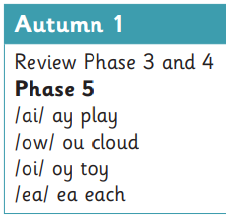 Autumn 1
Review Phase 3 and 4
Phase 5
/ai/ ay play
/ow/ ou cloud
/oi/ oy toy
/ea/ ea each